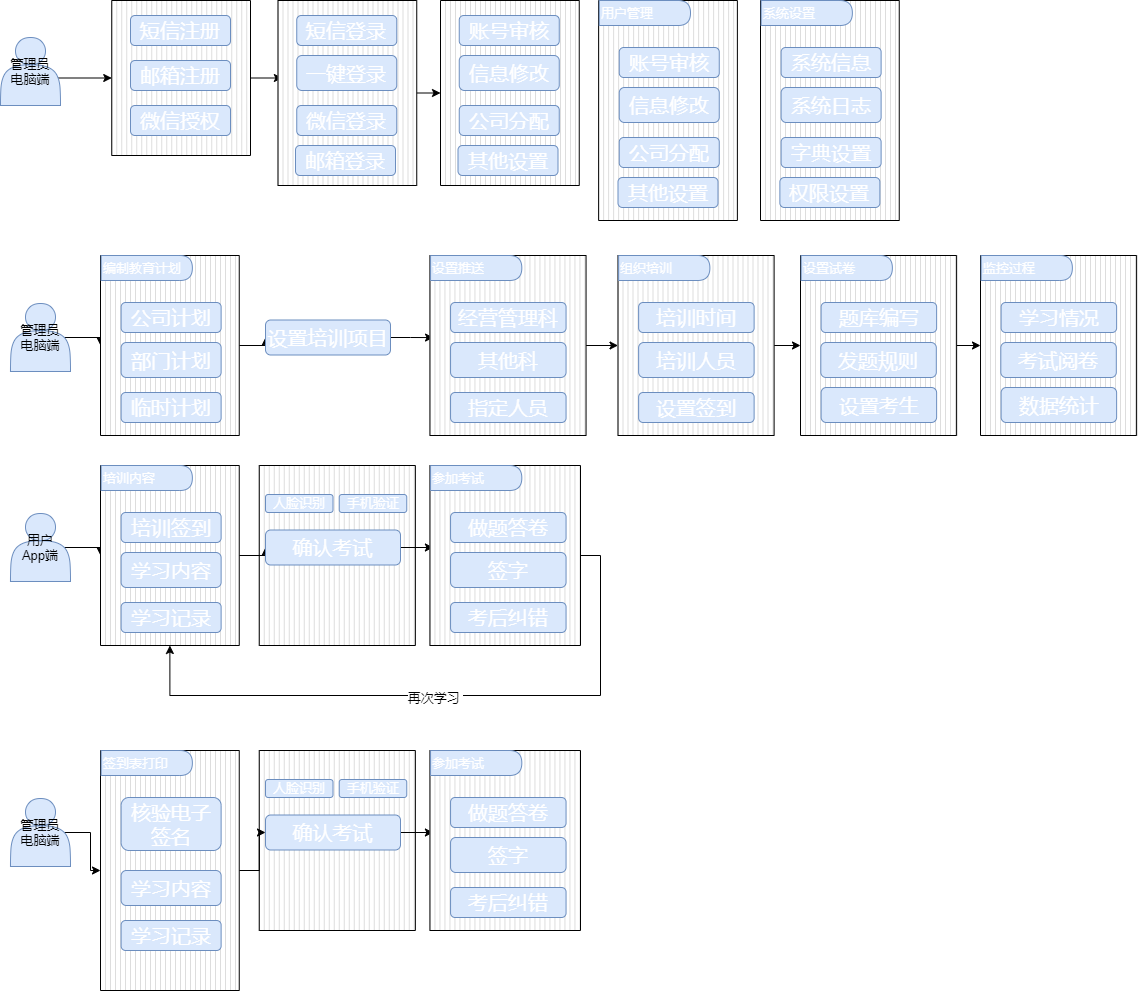 管理员
电脑端
短信注册
邮箱注册
微信授权
短信登录
一键登录
微信登录
邮箱登录
账号审核
信息修改
公司分配
其他设置
用户管理
账号审核
信息修改
公司分配
其他设置
系统设置
系统信息
系统日志
字典设置
权限设置
管理员
电脑端
编制教育计划
公司计划
部门计划
临时计划
设置培训项目
设置推送
经营管理科
其他科
指定人员
组织培训
培训时间
培训人员
设置签到
设置试卷
题库编写
发题规则
设置考生
监控过程
学习情况
考试阅卷
数据统计
用户
App端
培训内容
培训签到
学习内容
学习记录
人脸识别
手机验证
确认考试
参加考试
做题答卷
签字
考后纠错
再次学习
管理员
电脑端
签到表打印
核验电子
签名
学习内容
学习记录
人脸识别
手机验证
确认考试
参加考试
做题答卷
签字
考后纠错